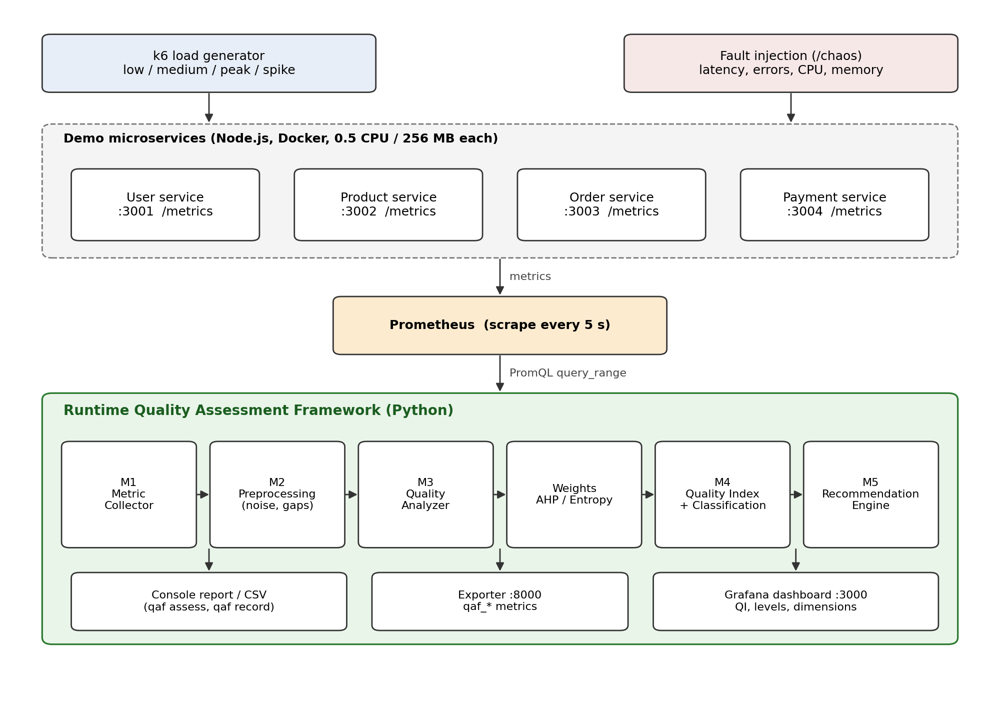 k6 load generator
low / medium / peak / spike
Fault injection (/chaos)
latency, errors, CPU, memory
Demo microservices (Node.js, Docker, 0.5 CPU / 256 MB each)
User service
:3001  /metrics
Product service
:3002  /metrics
Order service
:3003  /metrics
Payment service
:3004  /metrics
metrics
Prometheus  (scrape every 5 s)
PromQL query_range
Runtime Quality Assessment Framework (Python)
M1
Metric
Collector
M2
Preprocessing
(noise, gaps)
M3
Quality
Analyzer
Weights
AHP / Entropy
M4
Quality Index
+ Classification
M5
Recommendation
Engine
Console report / CSV
(qaf assess, qaf record)
Exporter :8000
qaf_* metrics
Grafana dashboard :3000
QI, levels, dimensions